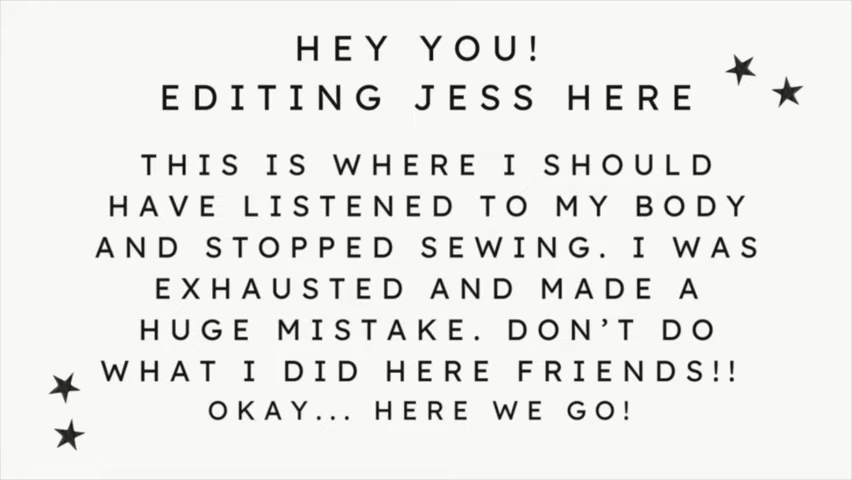 HEY YOU!
EDITING JESS HERE
THIS IS WHERE I SHOULD
HAVE LISTENED TO MY BODY
AND STOPPED SEWING. I WAS
EXHAUSTED AND MADE A
HUGE MISTAKE. DON'T DO
WHAT I DID HERE FRIENDS!!
OKAY... HERE WE GO!